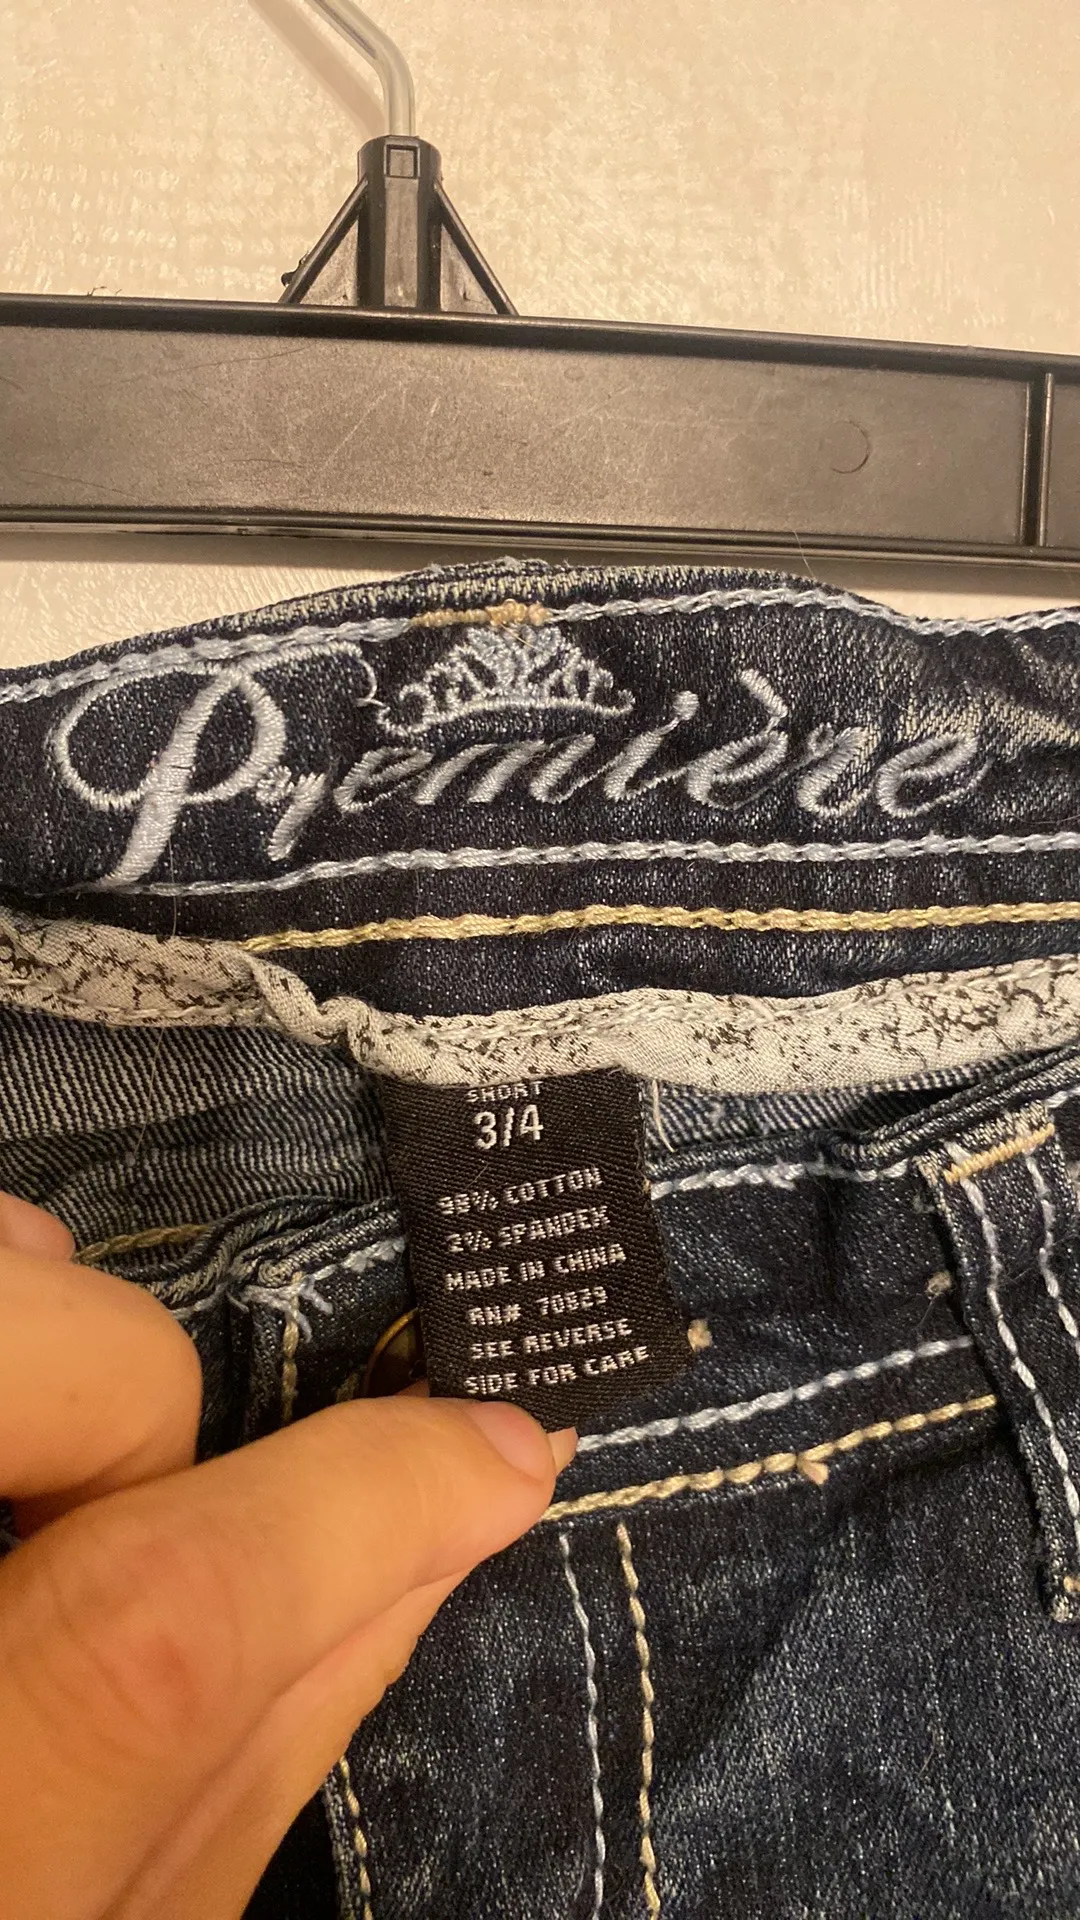 Première
SHORT
3/4
98% COTTON
2% SPANDEX
MADE IN CHINA
RN# 70829
SEE REVERSE
SIDE FOR CARE